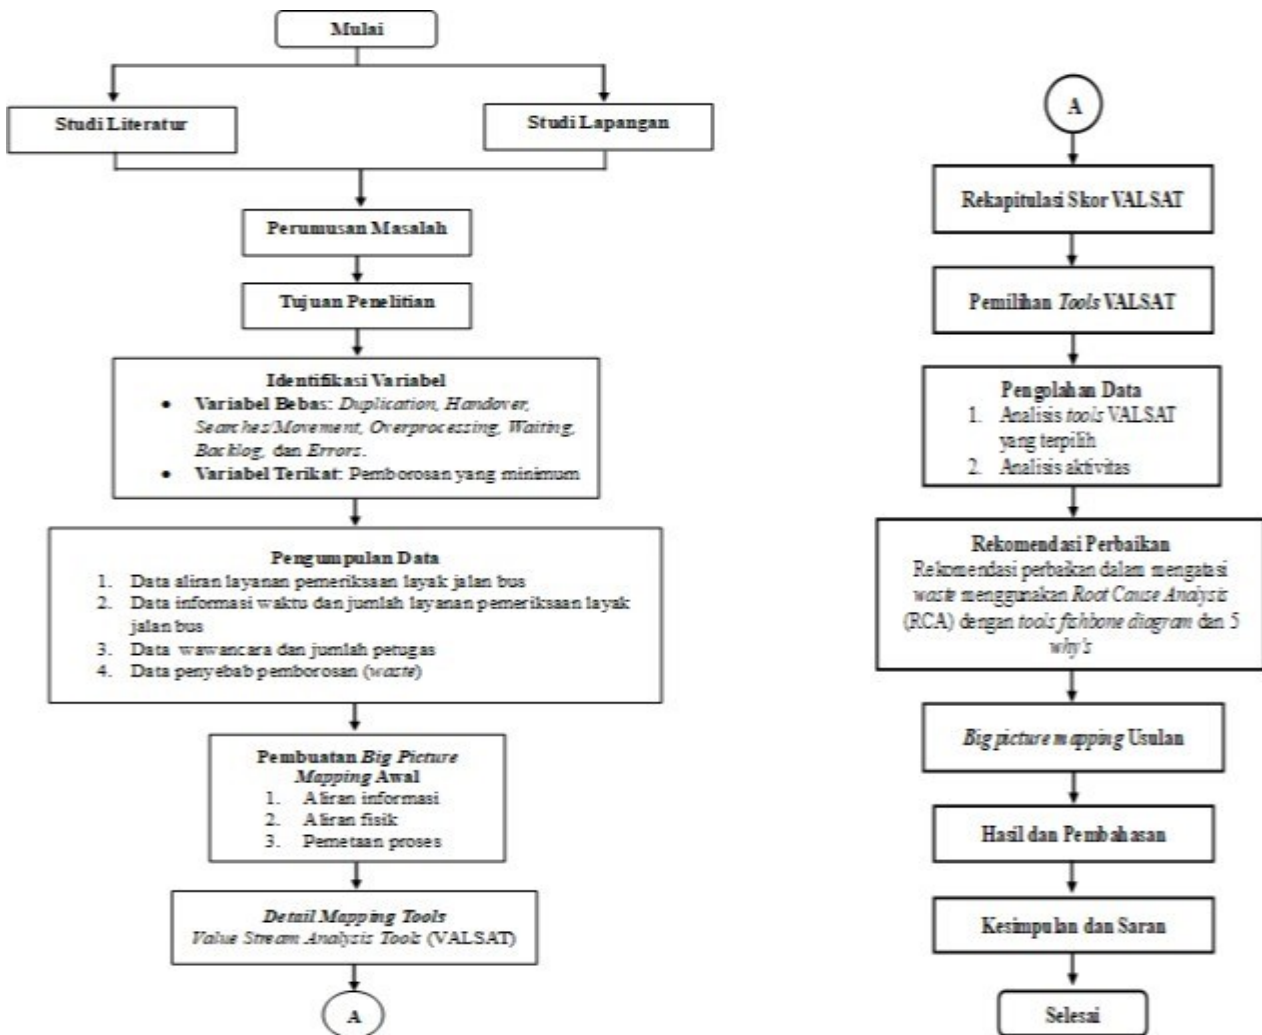 Mulai
Studi Literatur
Studi Lapangan
Perumusan Masalah
Tujuan Penelitian
Identifikasi Variabel
• Variabel Bebas: Duplication, Handover,
Searches/Movement, Overprocessing, Waiting,
Backlog, dan Errors.
• Variabel Terikat: Pemborosan yang minimum
Pengumpulan Data
1. Data aliran layanan pemeriksaan layak jalan bus
2. Data informasi waktu dan jumlah layanan pemeriksaan layak
jalan bus
3. Data wawancara dan jumlah petugas
4. Data penyebab pemborosan (waste)
Pembuatan Big Picture
Mapping Awal
1. Aliran informasi
2. Aliran fisik
3. Pemetaan proses
Detail Mapping Tools
Value Stream Analysis Tools (VALSAT)
A
A
Rekapitulasi Skor VALSAT
Pemilihan Tools VALSAT
Pengolahan Data
1. Analisis tools VALSAT
yang terpilih
2. Analisis aktivitas
Rekomendasi Perbaikan
Rekomendasi perbaikan dalam mengatasi
waste menggunakan Root Cause Analysis
(RCA) dengan tools fishbone diagram dan 5
why's
Big picture mapping Usulan
Hasil dan Pembahasan
Kesimpulan dan Saran
Selesai